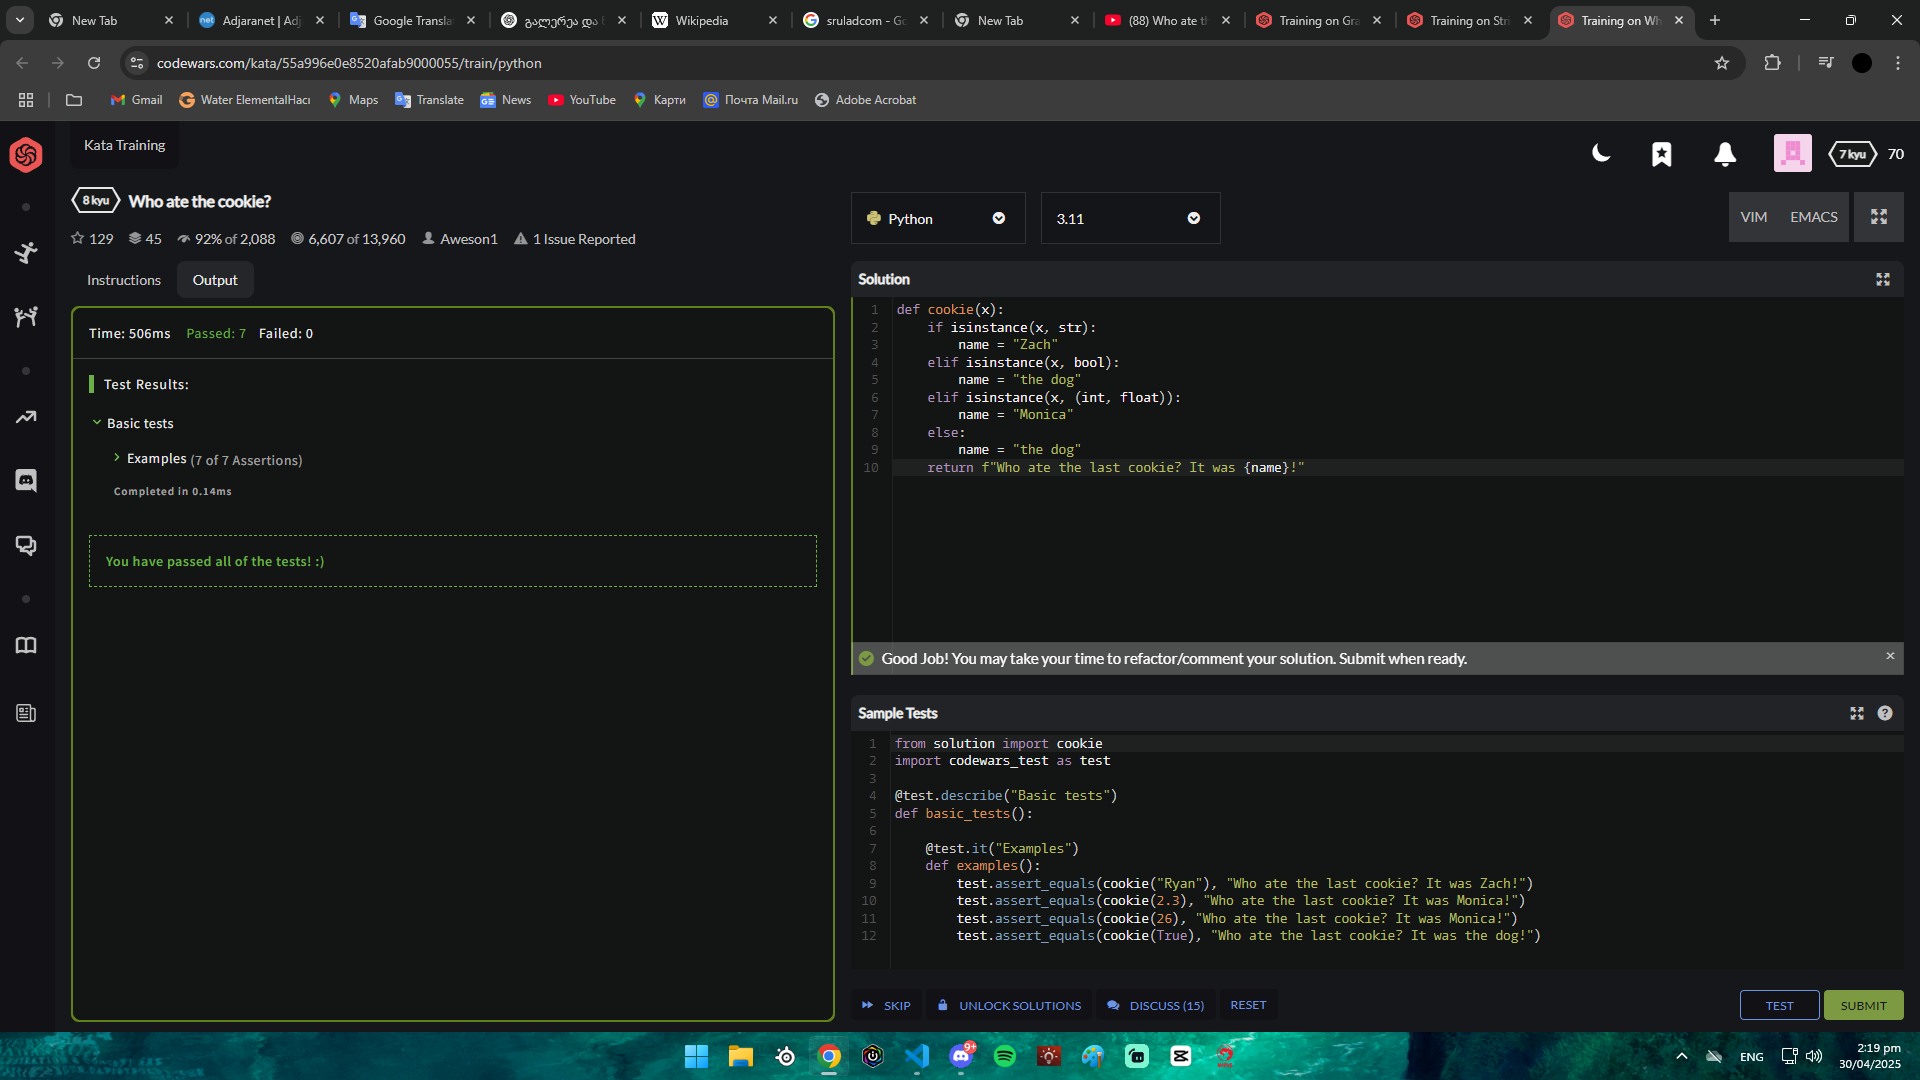 New Tab
Adjaranet | Adj
Google Transla
გალერეა და
Wikipedia
sruladcom - Go
New Tab
(88) Who ate th
Training on Gra
Training on Stri
Training on Wh
codewars.com/kata/55a996e0e8520afab9000055/train/python
Gmail
Water ElementalHaci
Maps
Translate
News
YouTube
Карти
Почта Mail.ru
Adobe Acrobat
Kata Training
7 kyu
70
8 kyu
Who ate the cookie?
129
45
92% of 2,088
6,607 of 13,960
Aweson1
1 Issue Reported
Python
3.11
VIM
EMACS
Instructions
Output
Time: 506ms Passed: 7 Failed: 0
Test Results:
Basic tests
Examples (7 of 7 Assertions)
Completed in 0.14ms
You have passed all of the tests! :)
Solution
1 def cookie(x):
2 if isinstance(x, str):
3 name = "Zach"
4 elif isinstance(x, bool):
5 name = "the dog"
6 elif isinstance(x, (int, float)):
7 name = "Monica"
8 else:
9 name = "the dog"
10 return f"Who ate the last cookie? It was {name}!"
Good Job! You may take your time to refactor/comment your solution. Submit when ready.
Sample Tests
1 from solution import cookie
2 import codewars_test as test
3
4 @test.describe("Basic tests")
5 def basic_tests():
6
7 @test.it("Examples")
8 def examples():
9 test.assert_equals(cookie("Ryan"), "Who ate the last cookie? It was Zach!")
10 test.assert_equals(cookie(2.3), "Who ate the last cookie? It was Monica!")
11 test.assert_equals(cookie(26), "Who ate the last cookie? It was Monica!")
12 test.assert_equals(cookie(True), "Who ate the last cookie? It was the dog!")
SKIP
UNLOCK SOLUTIONS
DISCUSS (15)
RESET
TEST
SUBMIT
9+
ENG
2:19 pm
30/04/2025